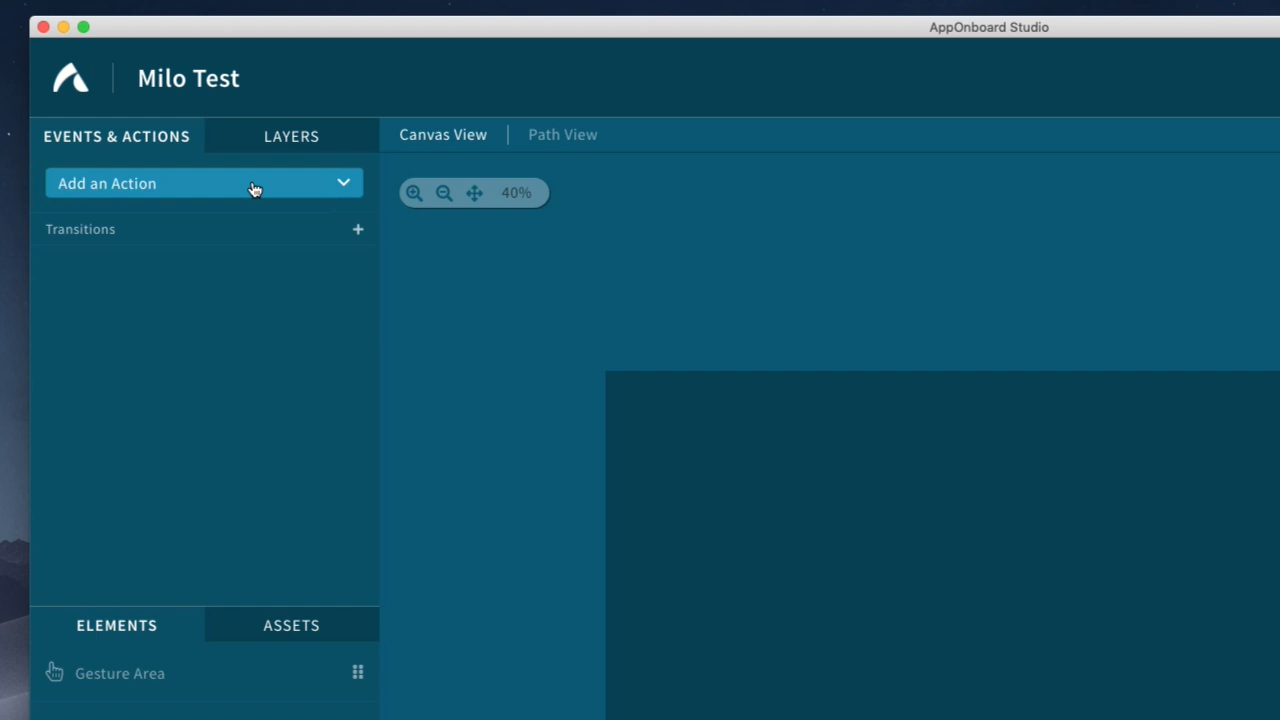 AppOnboard Studio
Milo Test
EVENTS & ACTIONS LAYERS
Canvas View Path View
Add an Action
40%
Transitions
ELEMENTS ASSETS
Gesture Area